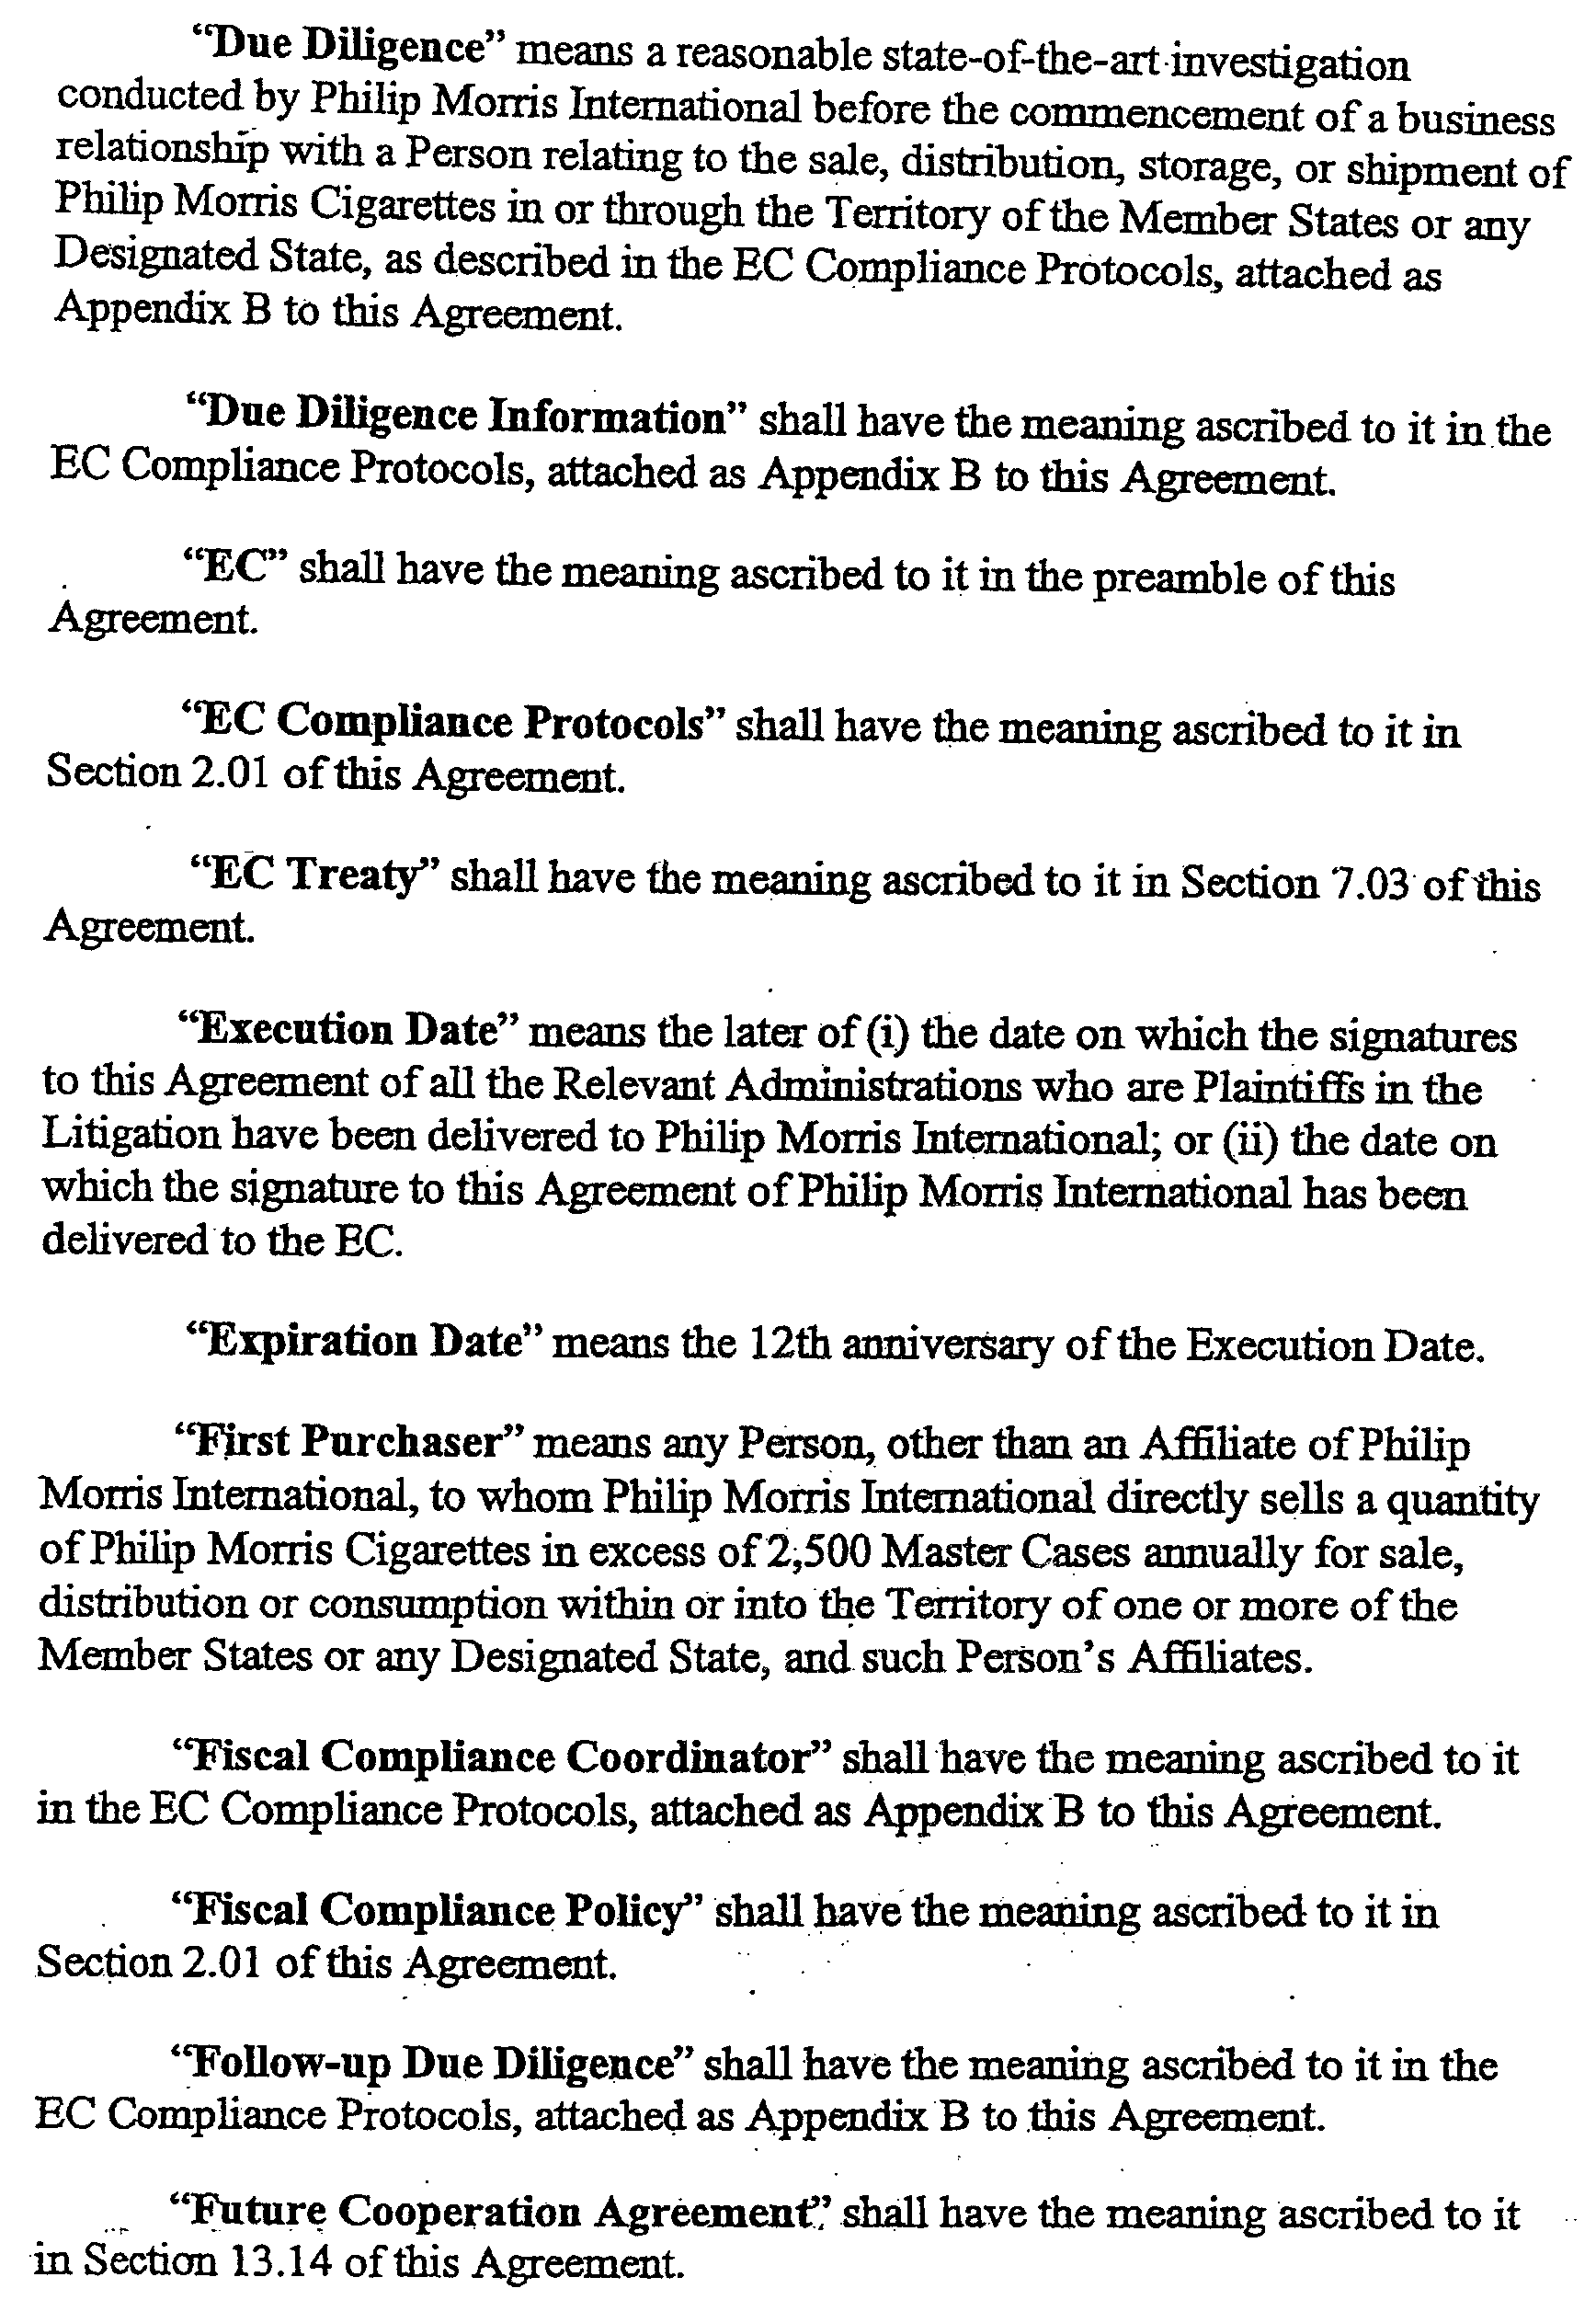 “Due Diligence” means a reasonable state-of-the-art investigation
conducted by Philip Morris International before the commencement of a business
relationship with a Person relating to the sale, distribution, storage, or shipment of
Philip Morris Cigarettes in or through the Territory of the Member States or any
Designated State, as described in the EC Compliance Protocols, attached as
Appendix B to this Agreement.
“Due Diligence Information” shall have the meaning ascribed to it in the
EC Compliance Protocols, attached as Appendix B to this Agreement.
“EC” shall have the meaning ascribed to it in the preamble of this
Agreement.
“EC Compliance Protocols” shall have the meaning ascribed to it in
Section 2.01 of this Agreement.
“EC Treaty” shall have the meaning ascribed to it in Section 7.03 of this
Agreement.
“Execution Date” means the later of (i) the date on which the signatures
to this Agreement of all the Relevant Administrations who are Plaintiffs in the
Litigation have been delivered to Philip Morris International; or (ii) the date on
which the signature to this Agreement of Philip Morris International has been
delivered to the EC.
“Expiration Date” means the 12th anniversary of the Execution Date.
“First Purchaser” means any Person, other than an Affiliate of Philip
Morris International, to whom Philip Morris International directly sells a quantity
of Philip Morris Cigarettes in excess of 2,500 Master Cases annually for sale,
distribution or consumption within or into the Territory of one or more of the
Member States or any Designated State, and such Person’s Affiliates.
“Fiscal Compliance Coordinator” shall have the meaning ascribed to it
in the EC Compliance Protocols, attached as Appendix B to this Agreement.
“Fiscal Compliance Policy” shall have the meaning ascribed to it in
Section 2.01 of this Agreement.
“Follow-up Due Diligence” shall have the meaning ascribed to it in the
EC Compliance Protocols, attached as Appendix B to this Agreement.
“Future Cooperation Agreement” shall have the meaning ascribed to it
in Section 13.14 of this Agreement.